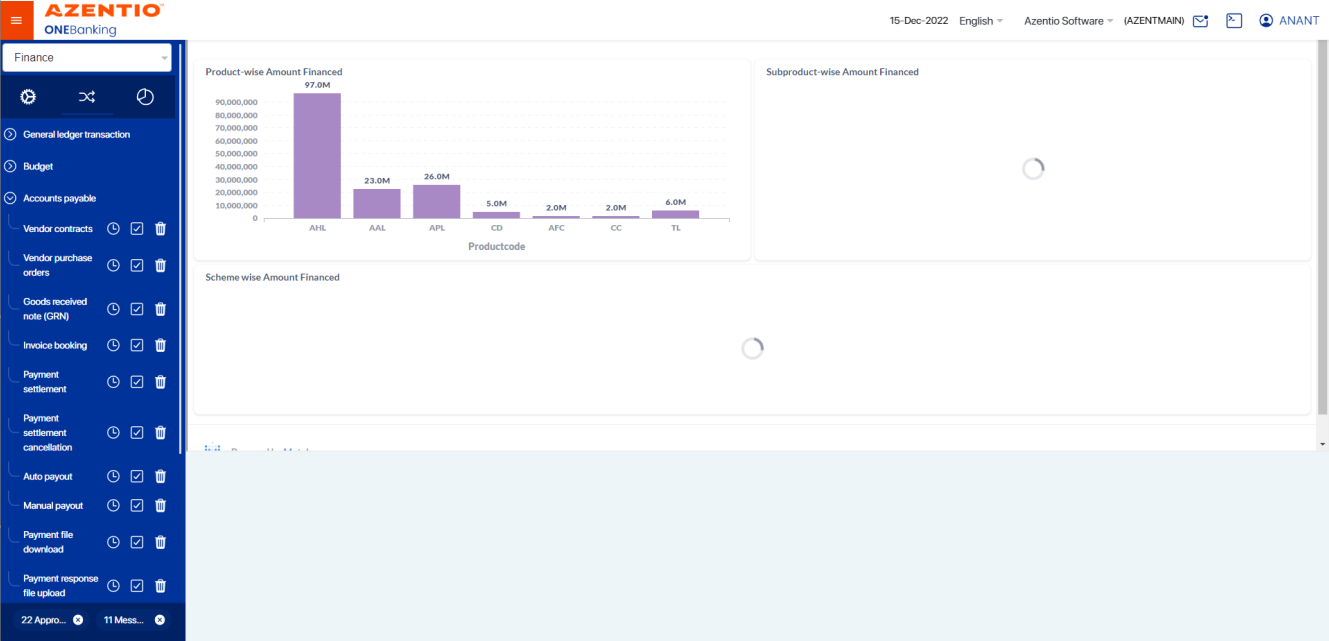 AZENTIO
ONEBanking
15-Dec-2022 English Azentio Software (AZENTMAIN) ANANT
Finance
General ledger transaction
Budget
Accounts payable
Vendor contracts
Vendor purchase
orders
Goods received
note (GRN)
Invoice booking
Payment
settlement
Payment
settlement
cancellation
Auto payout
Manual payout
Payment file
download
Payment response
file upload
22 Appro... 11 Mess...
Product-wise Amount Financed
97.0M
90,000,000
80,000,000
70,000,000
60,000,000
50,000,000
40,000,000
30,000,000
20,000,000
10,000,000
0
23.0M
26.0M
5.0M
2.0M
2.0M
6.0M
AHL AAL APL CD AFC CC TL
Productcode
Subproduct-wise Amount Financed
Scheme wise Amount Financed